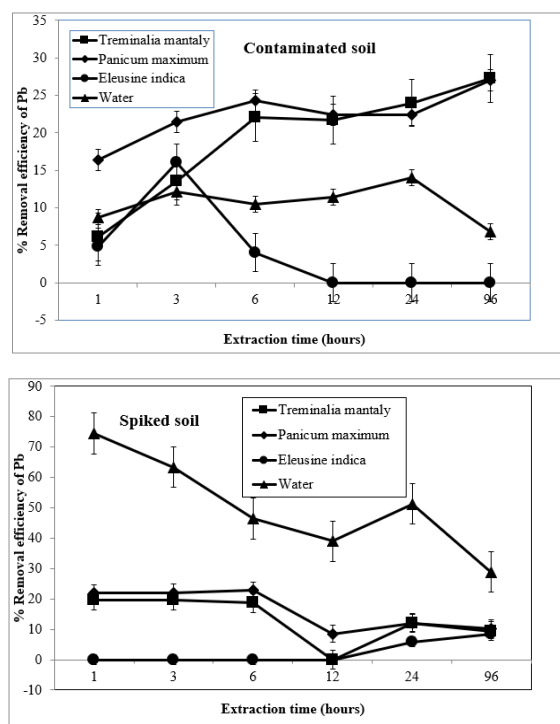 Contaminated soil
Treminalia mantaly
Panicum maximum
Eleusine indica
Water
% Removal efficiency of Pb
35
30
25
20
15
10
5
0
-5
1 3 6 12 24 96
Extraction time (hours)
Spiked soil
Treminalia mantaly
Panicum maximum
Eleusine indica
Water
% Removal efficiency of Pb
90
80
70
60
50
40
30
20
10
0
-10
1 3 6 12 24 96
Extraction time (hours)